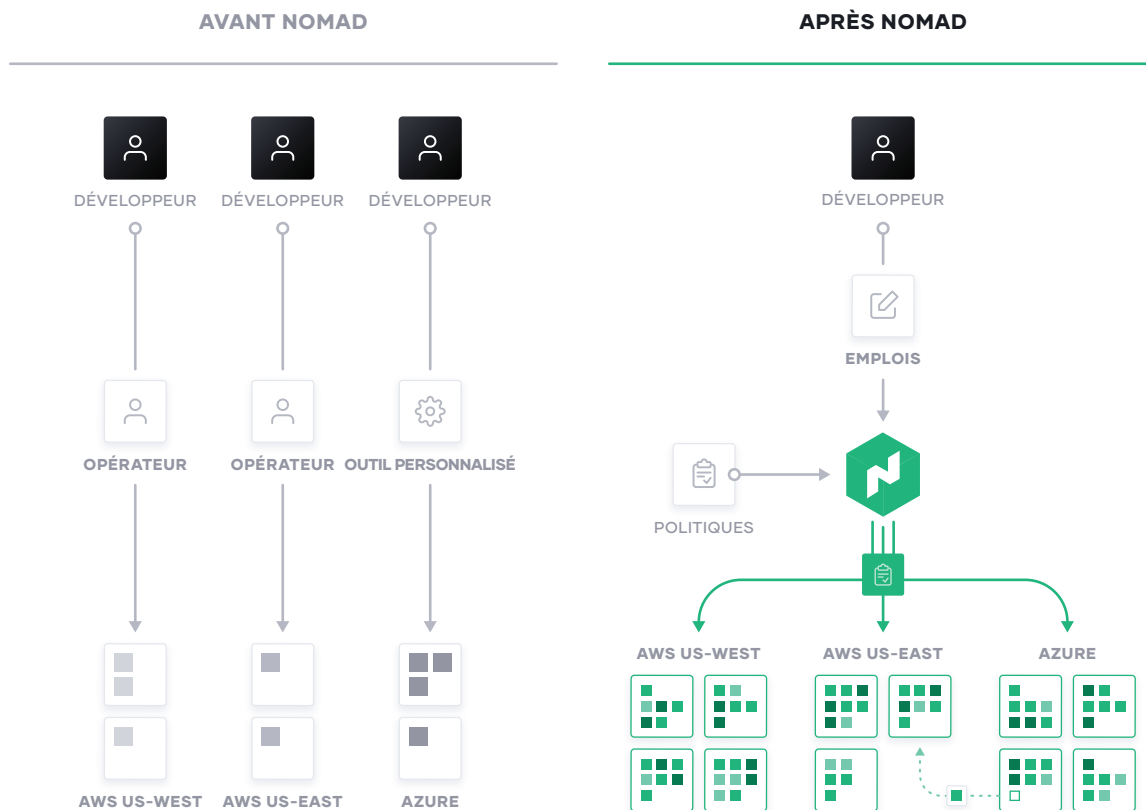 AVANT NOMAD
DÉVELOPPEUR DÉVELOPPEUR DÉVELOPPEUR
OPÉRATEUR OPÉRATEUR OUTIL PERSONNALISÉ
AWS US-WEST AWS US-EAST AZURE
APRÈS NOMAD
DÉVELOPPEUR
EMPLOIS
POLITIQUES
AWS US-WEST AWS US-EAST AZURE